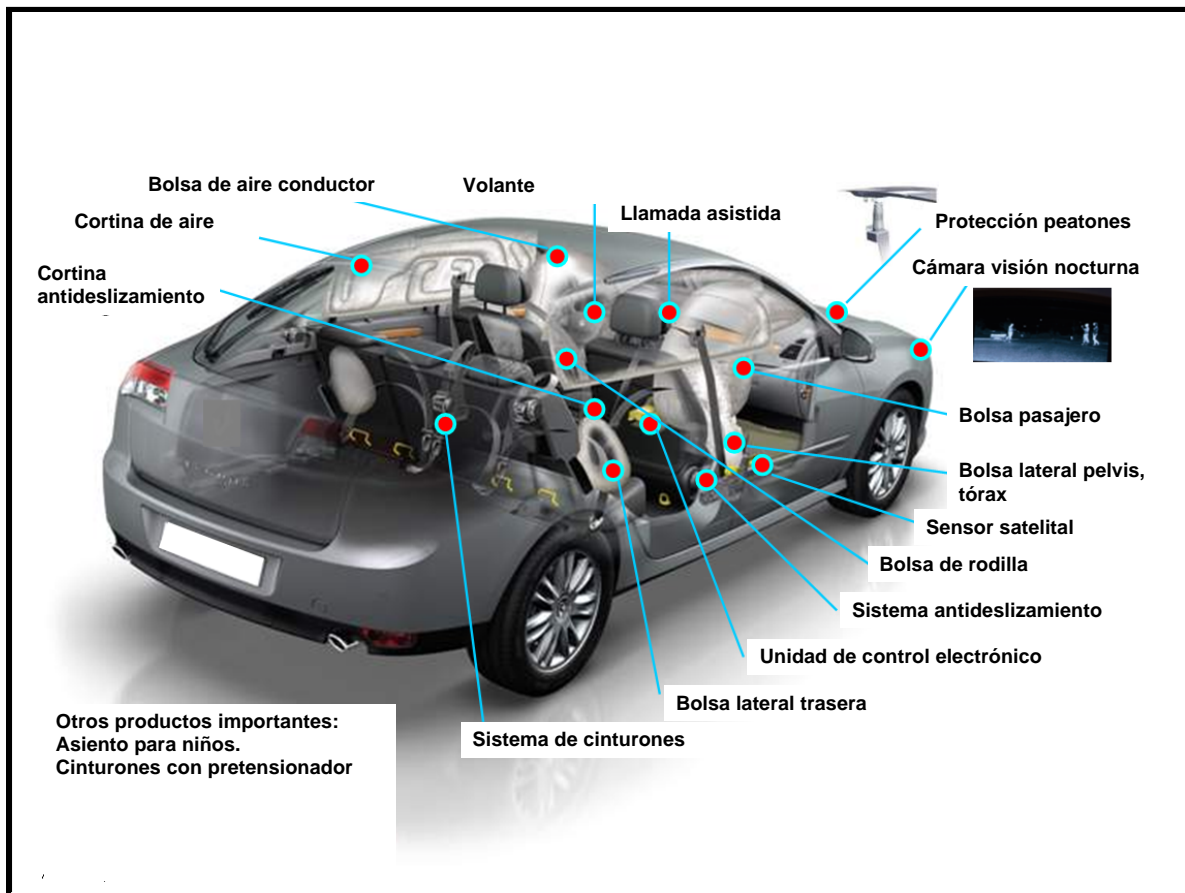 Bolsa de aire conductor
Volante
Llamada asistida
Cortina de aire
Protección peatones
Cámara visión nocturna
Cortina
antideslizamiento
Bolsa pasajero
Bolsa lateral pelvis,
tórax
Sensor satelital
Bolsa de rodilla
Sistema antideslizamiento
Unidad de control electrónico
Bolsa lateral trasera
Sistema de cinturones
Otros productos importantes:
Asiento para niños.
Cinturones con pretensionador